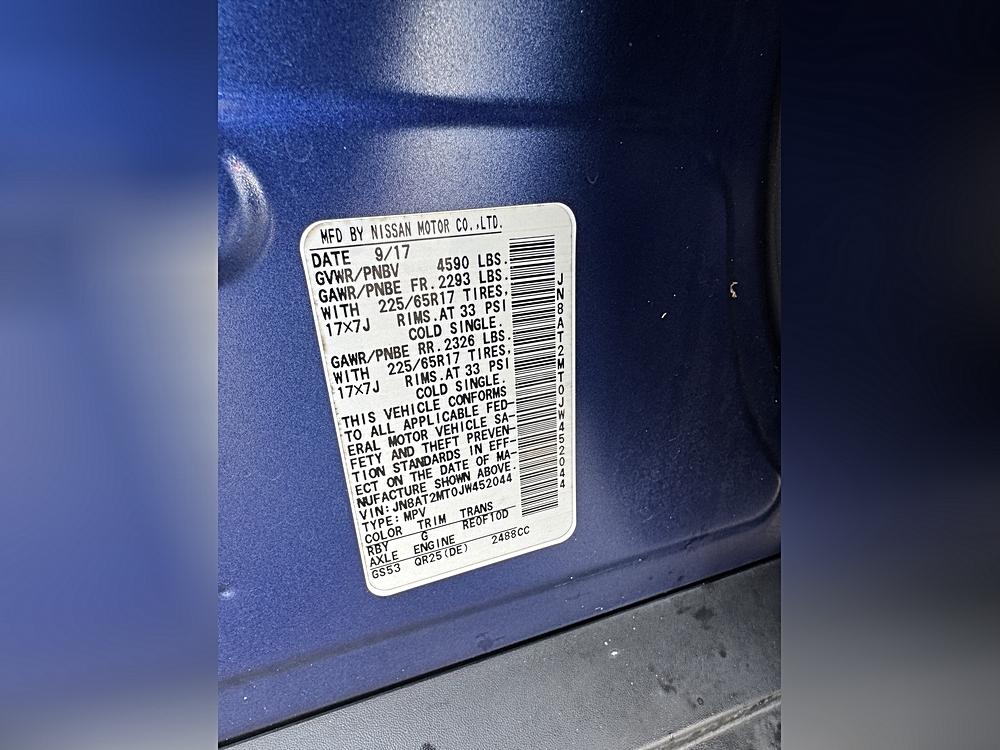 MFD BY NISSAN MOTOR CO.,LTD.
DATE 9/17
GVWR/PNBV 4590 LBS.
GAWR/PNBE FR.2293 LBS.
WITH 225/65R17 TIRES,
17X7J RIMS.AT 33 PSI
COLD SINGLE.
GAWR/PNBE RR.2326 LBS.
WITH 225/65R17 TIRES,
17X7J RIMS.AT 33 PSI
COLD SINGLE.
THIS VEHICLE CONFORMS
TO ALL APPLICABLE FED-
ERAL MOTOR VEHICLE SA-
FETY AND THEFT PREVEN-
TION STANDARDS IN EFF-
ECT ON THE DATE OF MA-
NUFACTURE SHOWN ABOVE.
VIN:JN8AT2MT0JW452044
TYPE:MPV
COLOR TRIM TRANS
RBY G RE0F10D
AXLE ENGINE
GS53 QR25(DE) 2488CC
JN8AT2MT0JW452044